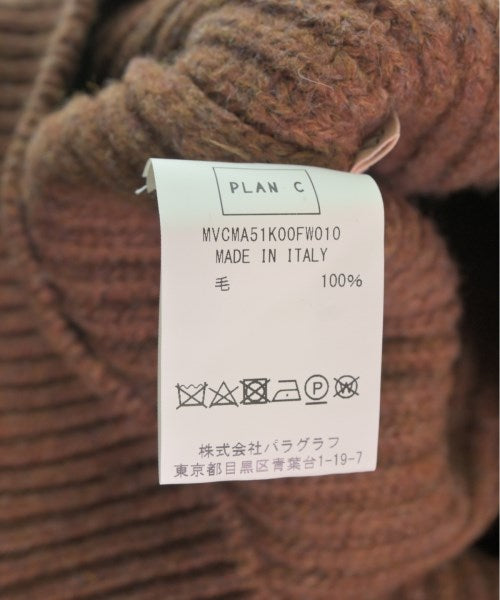 PLAN C
MVCMA51K00FW010
MADE IN ITALY
毛 100%
株式会社パラグラフ
東京都目黒区青葉台1-19-7